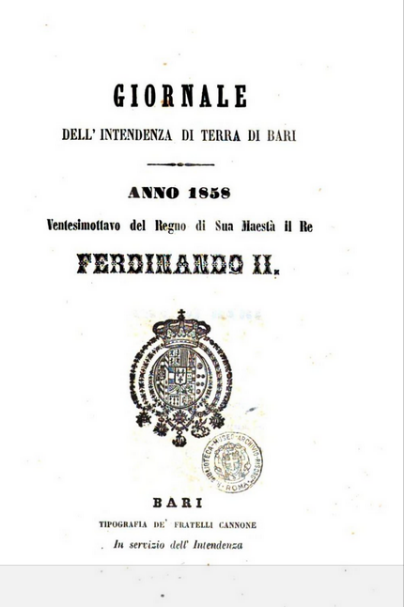 GIORNALE
DELL' INTENDENZA DI TERRA DI BARI
ANNO 1858
Ventesimottavo del Regno di Sua Maestà il Re
FERDINANDO II.
BARI
TIPOGRAFIA DE' FRATELLI CANNONE
In servizio dell' Intendenza